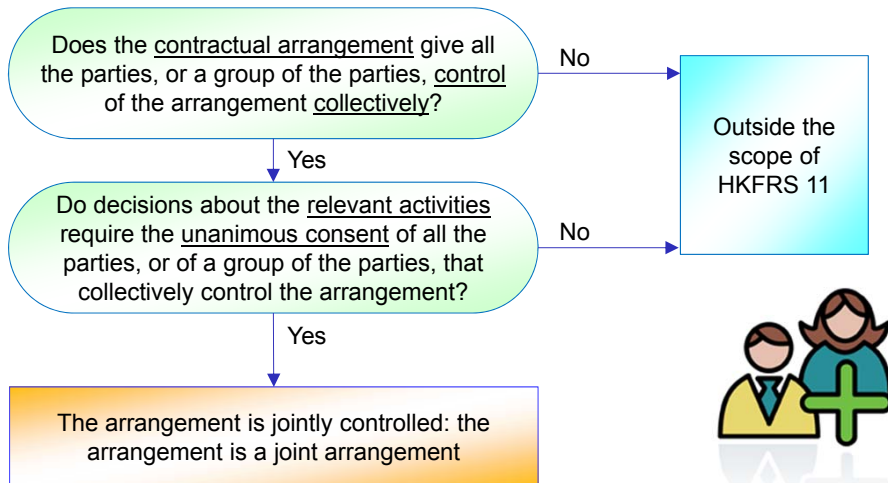 Does the contractual arrangement give all
the parties, or a group of the parties, control
of the arrangement collectively?
No
Outside the
scope of
HKFRS 11
Yes
Do decisions about the relevant activities
require the unanimous consent of all the
parties, or of a group of the parties, that
collectively control the arrangement?
No
Yes
The arrangement is jointly controlled: the
arrangement is a joint arrangement